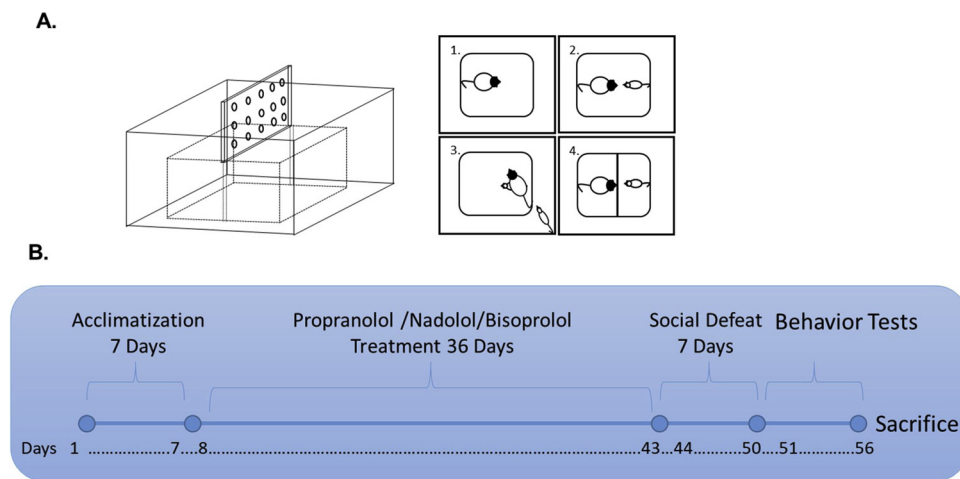 A.
1.
2.
3.
4.
B.
Acclimatization
7 Days
Propranolol /Nadolol/Bisoprolol
Treatment 36 Days
Social Defeat
7 Days
Behavior Tests
Sacrifice
Days 1 ..................7....8...........................................................................................43...44...........50....51..............56